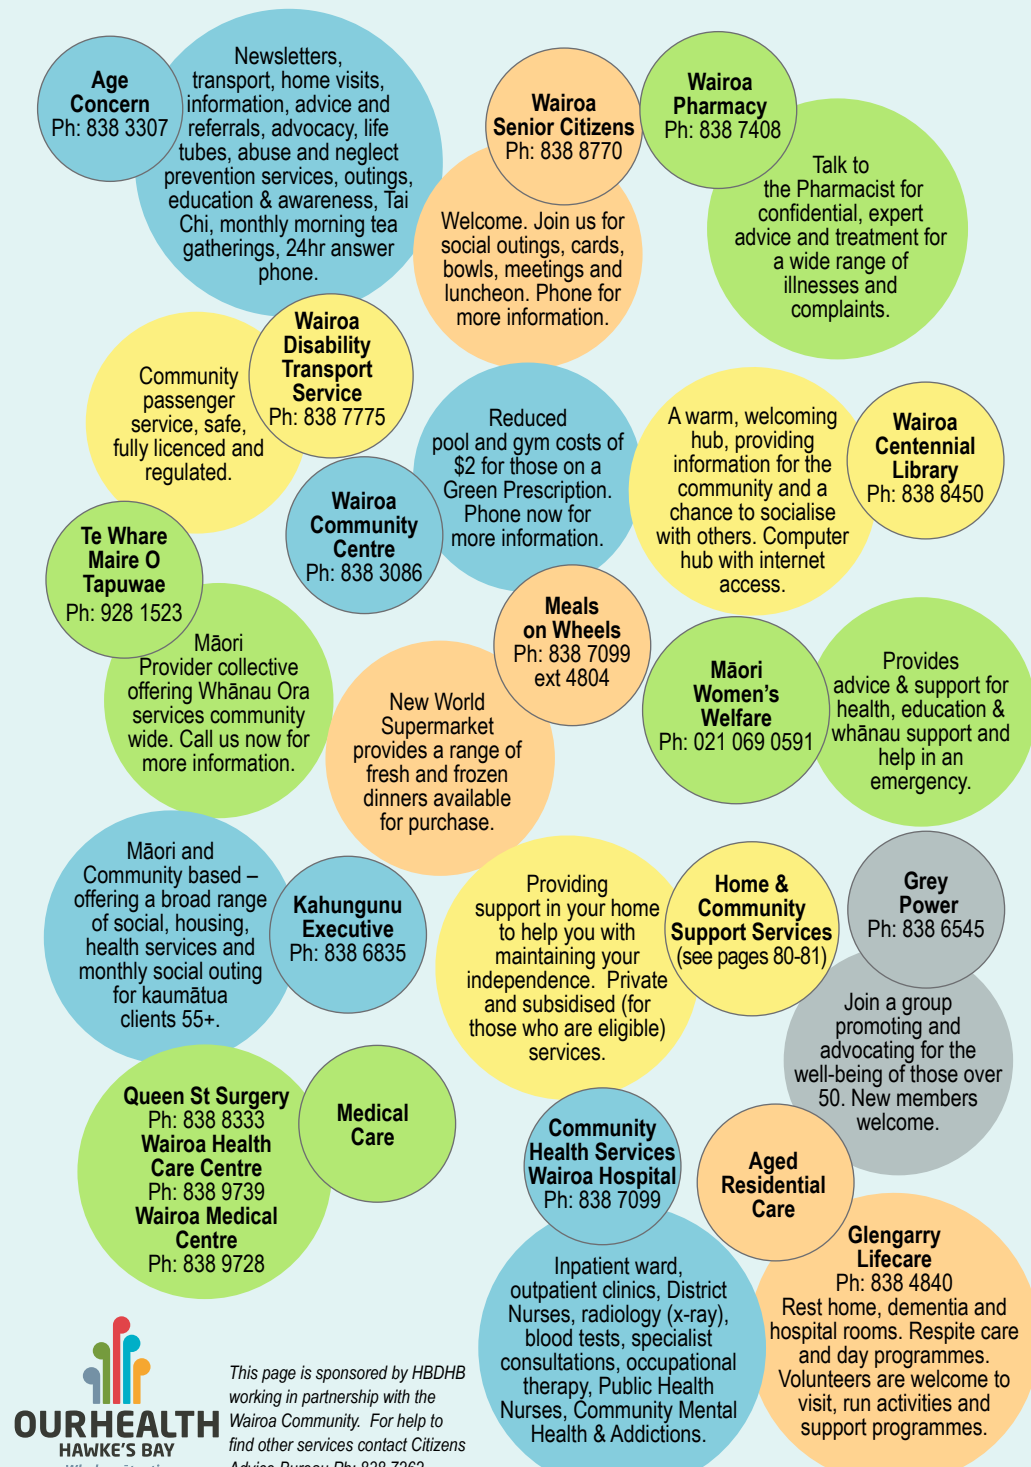 Age
Concern
Ph: 838 3307
Newsletters,
transport, home visits,
information, advice and
referrals, advocacy, life
tubes, abuse and neglect
prevention services, outings,
education & awareness, Tai
Chi, monthly morning tea
gatherings, 24hr answer
phone.
Wairoa
Senior Citizens
Ph: 838 8770
Welcome. Join us for
social outings, cards,
bowls, meetings and
luncheon. Phone for
more information.
Wairoa
Pharmacy
Ph: 838 7408
Talk to
the Pharmacist for
confidential, expert
advice and treatment for
a wide range of
illnesses and
complaints.
Wairoa
Disability
Transport
Service
Ph: 838 7775
Community
passenger
service, safe,
fully licenced and
regulated.
Wairoa
Community
Centre
Ph: 838 3086
Reduced
pool and gym costs of
$2 for those on a
Green Prescription.
Phone now for
more information.
A warm, welcoming
hub, providing
information for the
community and a
chance to socialise
with others. Computer
hub with internet
access.
Wairoa
Centennial
Library
Ph: 838 8450
Te Whare
Maire O
Tapuwae
Ph: 928 1523
Māori
Provider collective
offering Whānau Ora
services community
wide. Call us now for
more information.
Meals
on Wheels
Ph: 838 7099
ext 4804
New World
Supermarket
provides a range of
fresh and frozen
dinners available
for purchase.
Māori
Women's
Welfare
Ph: 021 069 0591
Provides
advice & support for
health, education &
whānau support and
help in an
emergency.
Māori and
Community based –
offering a broad range
of social, housing,
health services and
monthly social outing
for kaumātua
clients 55+.
Kahungunu
Executive
Ph: 838 6835
Providing
support in your home
to help you with
maintaining your
independence. Private
and subsidised (for
those who are eligible)
services.
Home &
Community
Support Services
(see pages 80-81)
Grey
Power
Ph: 838 6545
Join a group
promoting and
advocating for the
well-being of those over
50. New members
welcome.
Queen St Surgery
Ph: 838 8333
Wairoa Health
Care Centre
Ph: 838 9739
Wairoa Medical
Centre
Ph: 838 9728
Medical
Care
Community
Health Services
Wairoa Hospital
Ph: 838 7099
Inpatient ward,
outpatient clinics, District
Nurses, radiology (x-ray),
blood tests, specialist
consultations, occupational
therapy, Public Health
Nurses, Community Mental
Health & Addictions.
Aged
Residential
Care
Glengarry
Lifecare
Ph: 838 4840
Rest home, dementia and
hospital rooms. Respite care
and day programmes.
Volunteers are welcome to
visit, run activities and
support programmes.
OURHEALTH
HAWKE'S BAY
This page is sponsored by HBDHB
working in partnership with the
Wairoa Community. For help to
find other services contact Citizens
Advice Bureau Ph: 838 7262